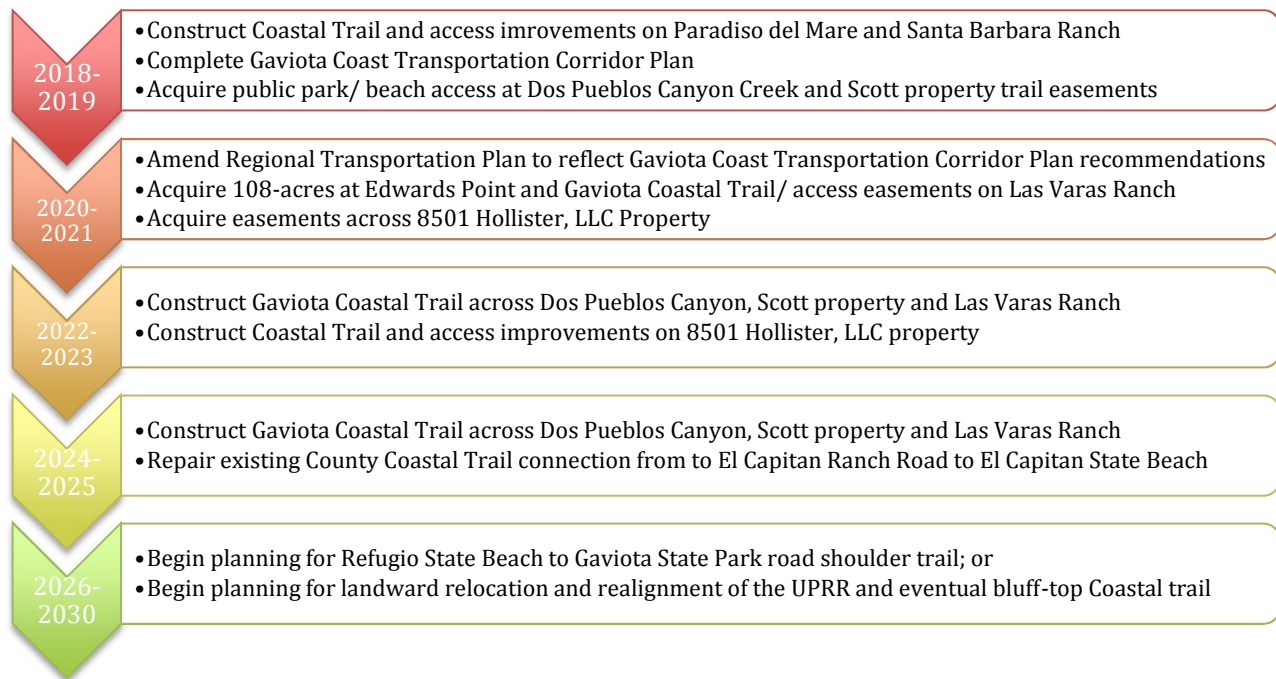 2018-
2019
•Construct Coastal Trail and access imrovements on Paradiso del Mare and Santa Barbara Ranch
•Complete Gaviota Coast Transportation Corridor Plan
•Acquire public park/ beach access at Dos Pueblos Canyon Creek and Scott property trail easements
2020-
2021
•Amend Regional Transportation Plan to reflect Gaviota Coast Transportation Corridor Plan recommendations
•Acquire 108-acres at Edwards Point and Gaviota Coastal Trail/ access easements on Las Varas Ranch
•Acquire easements across 8501 Hollister, LLC Property
2022-
2023
•Construct Gaviota Coastal Trail across Dos Pueblos Canyon, Scott property and Las Varas Ranch
•Construct Coastal Trail and access improvements on 8501 Hollister, LLC property
2024-
2025
•Construct Gaviota Coastal Trail across Dos Pueblos Canyon, Scott property and Las Varas Ranch
•Repair existing County Coastal Trail connection from to El Capitan Ranch Road to El Capitan State Beach
2026-
2030
•Begin planning for Refugio State Beach to Gaviota State Park road shoulder trail; or
•Begin planning for landward relocation and realignment of the UPRR and eventual bluff-top Coastal trail